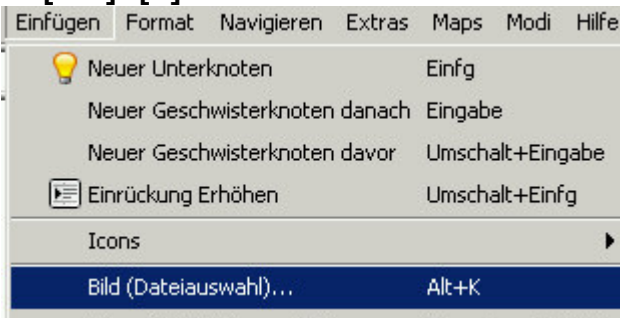 Einfügen Format Navigieren Extras Maps Modi Hilfe
Neuer Unterknoten Einfg
Neuer Geschwisterknoten danach Eingabe
Neuer Geschwisterknoten davor Umschalt+Eingabe
Einrückung Erhöhen Umschalt+Einfg
Icons
Bild (Dateiauswahl)... Alt+K